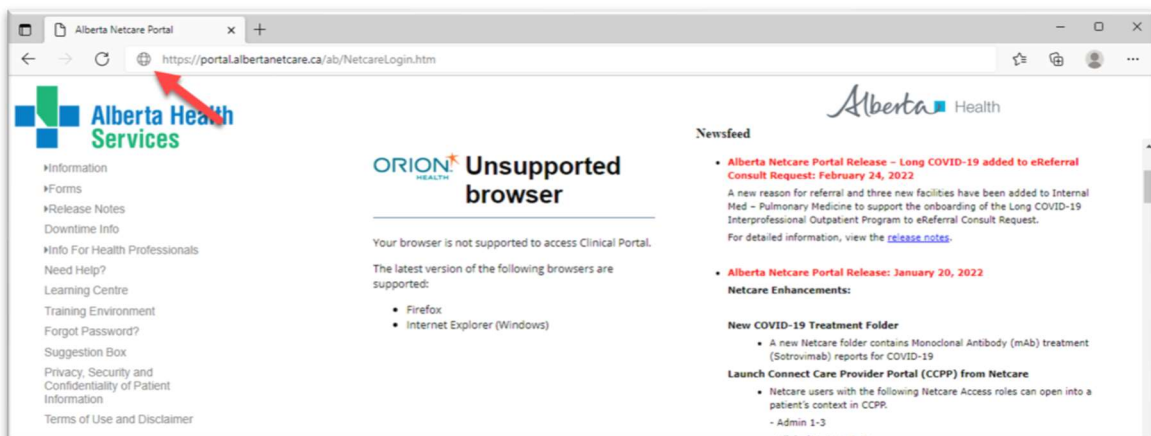 Alberta Netcare Portal
https://portal.albertanetcare.ca/ab/NetcareLogin.htm
Alberta Health
Services
Information
Forms
Release Notes
Downtime Info
Info For Health Professionals
Need Help?
Learning Centre
Training Environment
Forgot Password?
Suggestion Box
Privacy, Security and
Confidentiality of Patient
Information
Terms of Use and Disclaimer
ORION
HEALTH
Unsupported
browser
Your browser is not supported to access Clinical Portal.
The latest version of the following browsers are
supported:
• Firefox
• Internet Explorer (Windows)
Alberta Health
Newsfeed
• Alberta Netcare Portal Release – Long COVID-19 added to eReferral
Consult Request: February 24, 2022
A new reason for referral and three new facilities have been added to Internal
Med – Pulmonary Medicine to support the onboarding of the Long COVID-19
Interprofessional Outpatient Program to eReferral Consult Request.
For detailed information, view the release notes.
• Alberta Netcare Portal Release: January 20, 2022
Netcare Enhancements:
New COVID-19 Treatment Folder
• A new Netcare folder contains Monoclonal Antibody (mAb) treatment
(Sotrovimab) reports for COVID-19
Launch Connect Care Provider Portal (CCPP) from Netcare
• Netcare users with the following Netcare Access roles can open into a
patient's context in CCPP.
- Admin 1-3